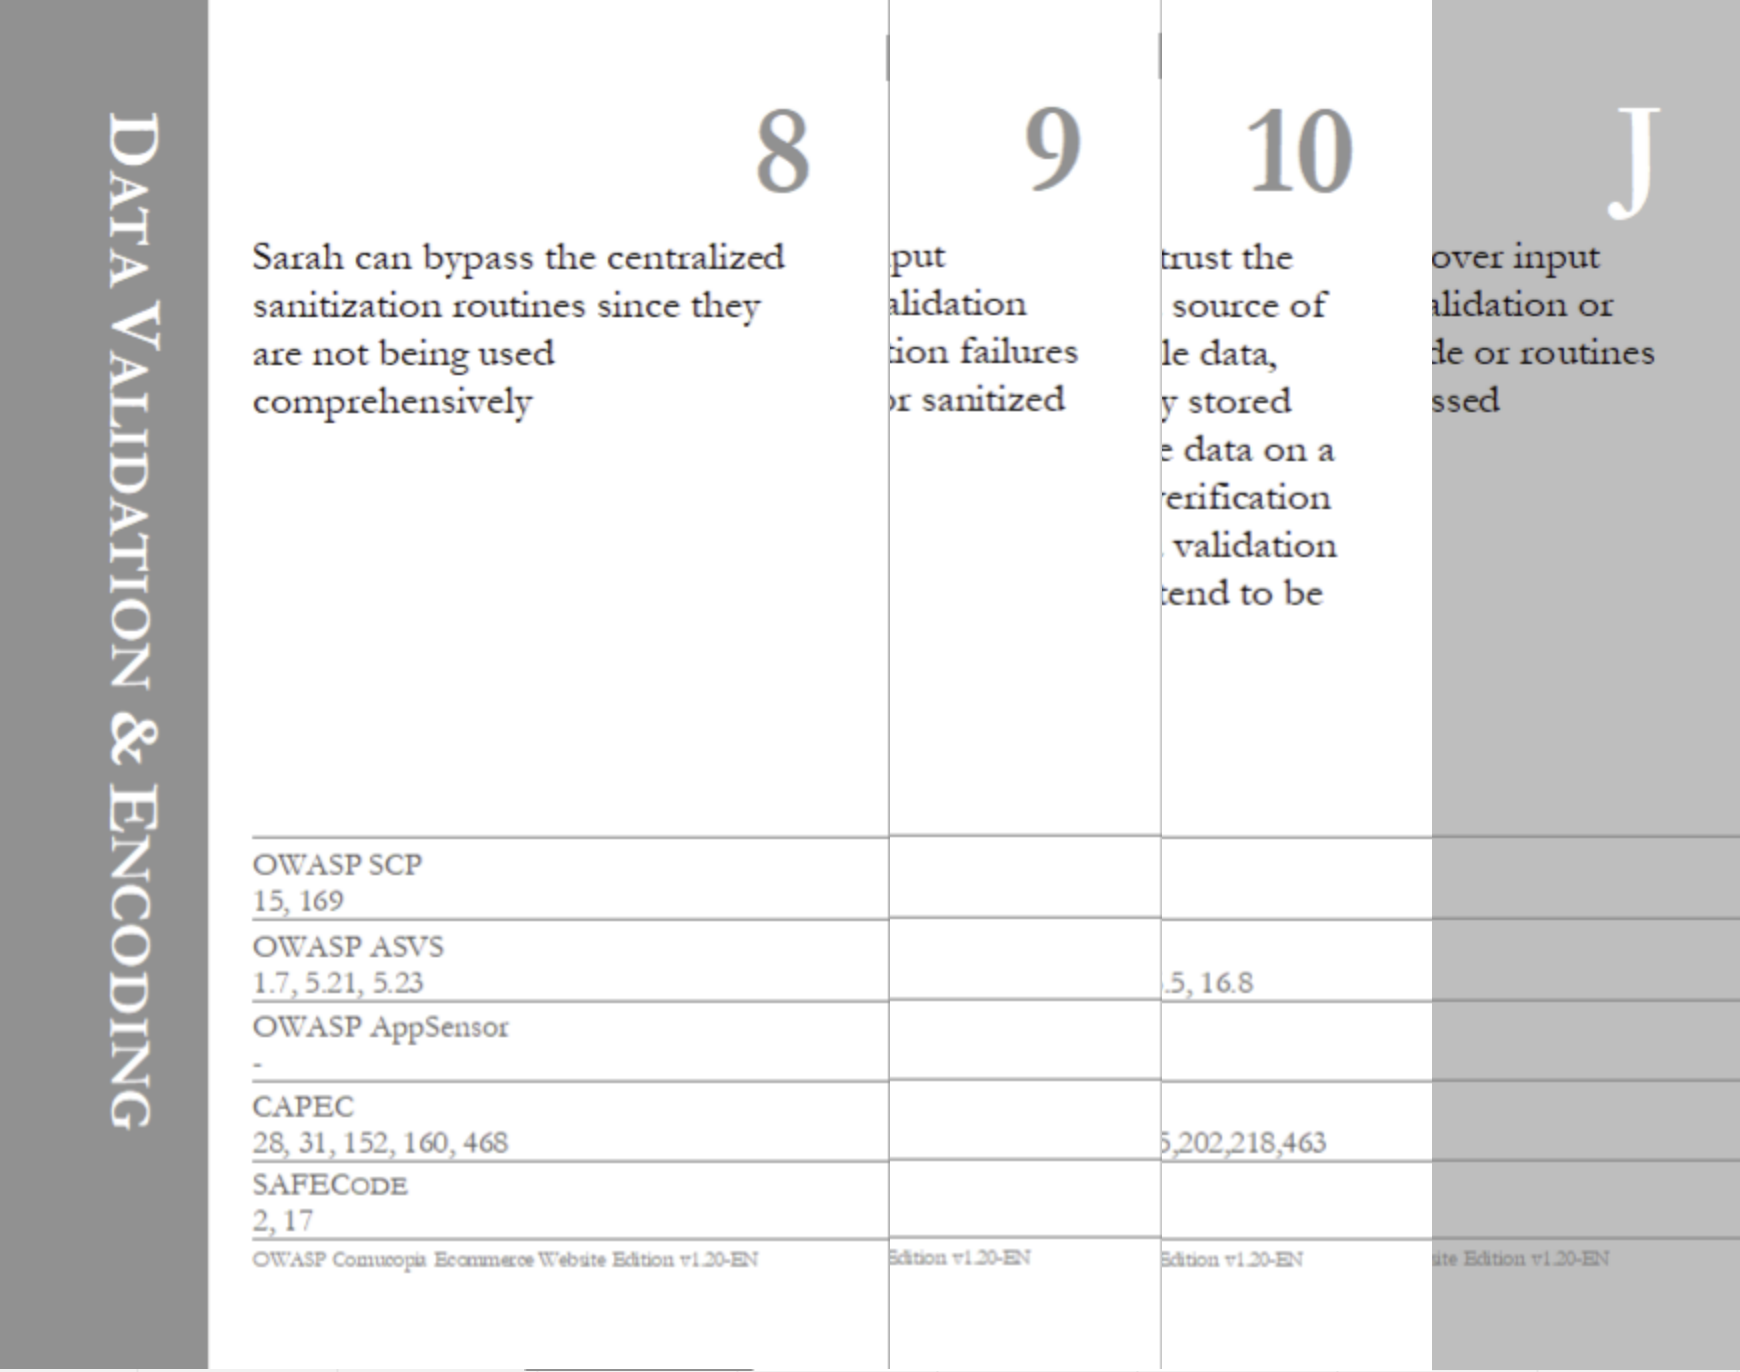 DATA VALIDATION & ENCODING
8
Sarah can bypass the centralized
sanitization routines since they
are not being used
comprehensively
OWASP SCP
15, 169
OWASP ASVS
1.7, 5.21, 5.23
OWASP AppSensor
-
CAPEC
28, 31, 152, 160, 468
SAFECODE
2, 17
OWASP Cornucopia Ecommerce Website Edition v1.20-EN
9
put
alidation
tion failures
or sanitized
Edition v1.20-EN
10
trust the
source of
le data,
y stored
e data on a
verification
validation
tend to be
.5, 16.8
5,202,218,463
Edition v1.20-EN
J
over input
alidation or
de or routines
ssed
site Edition v1.20-EN